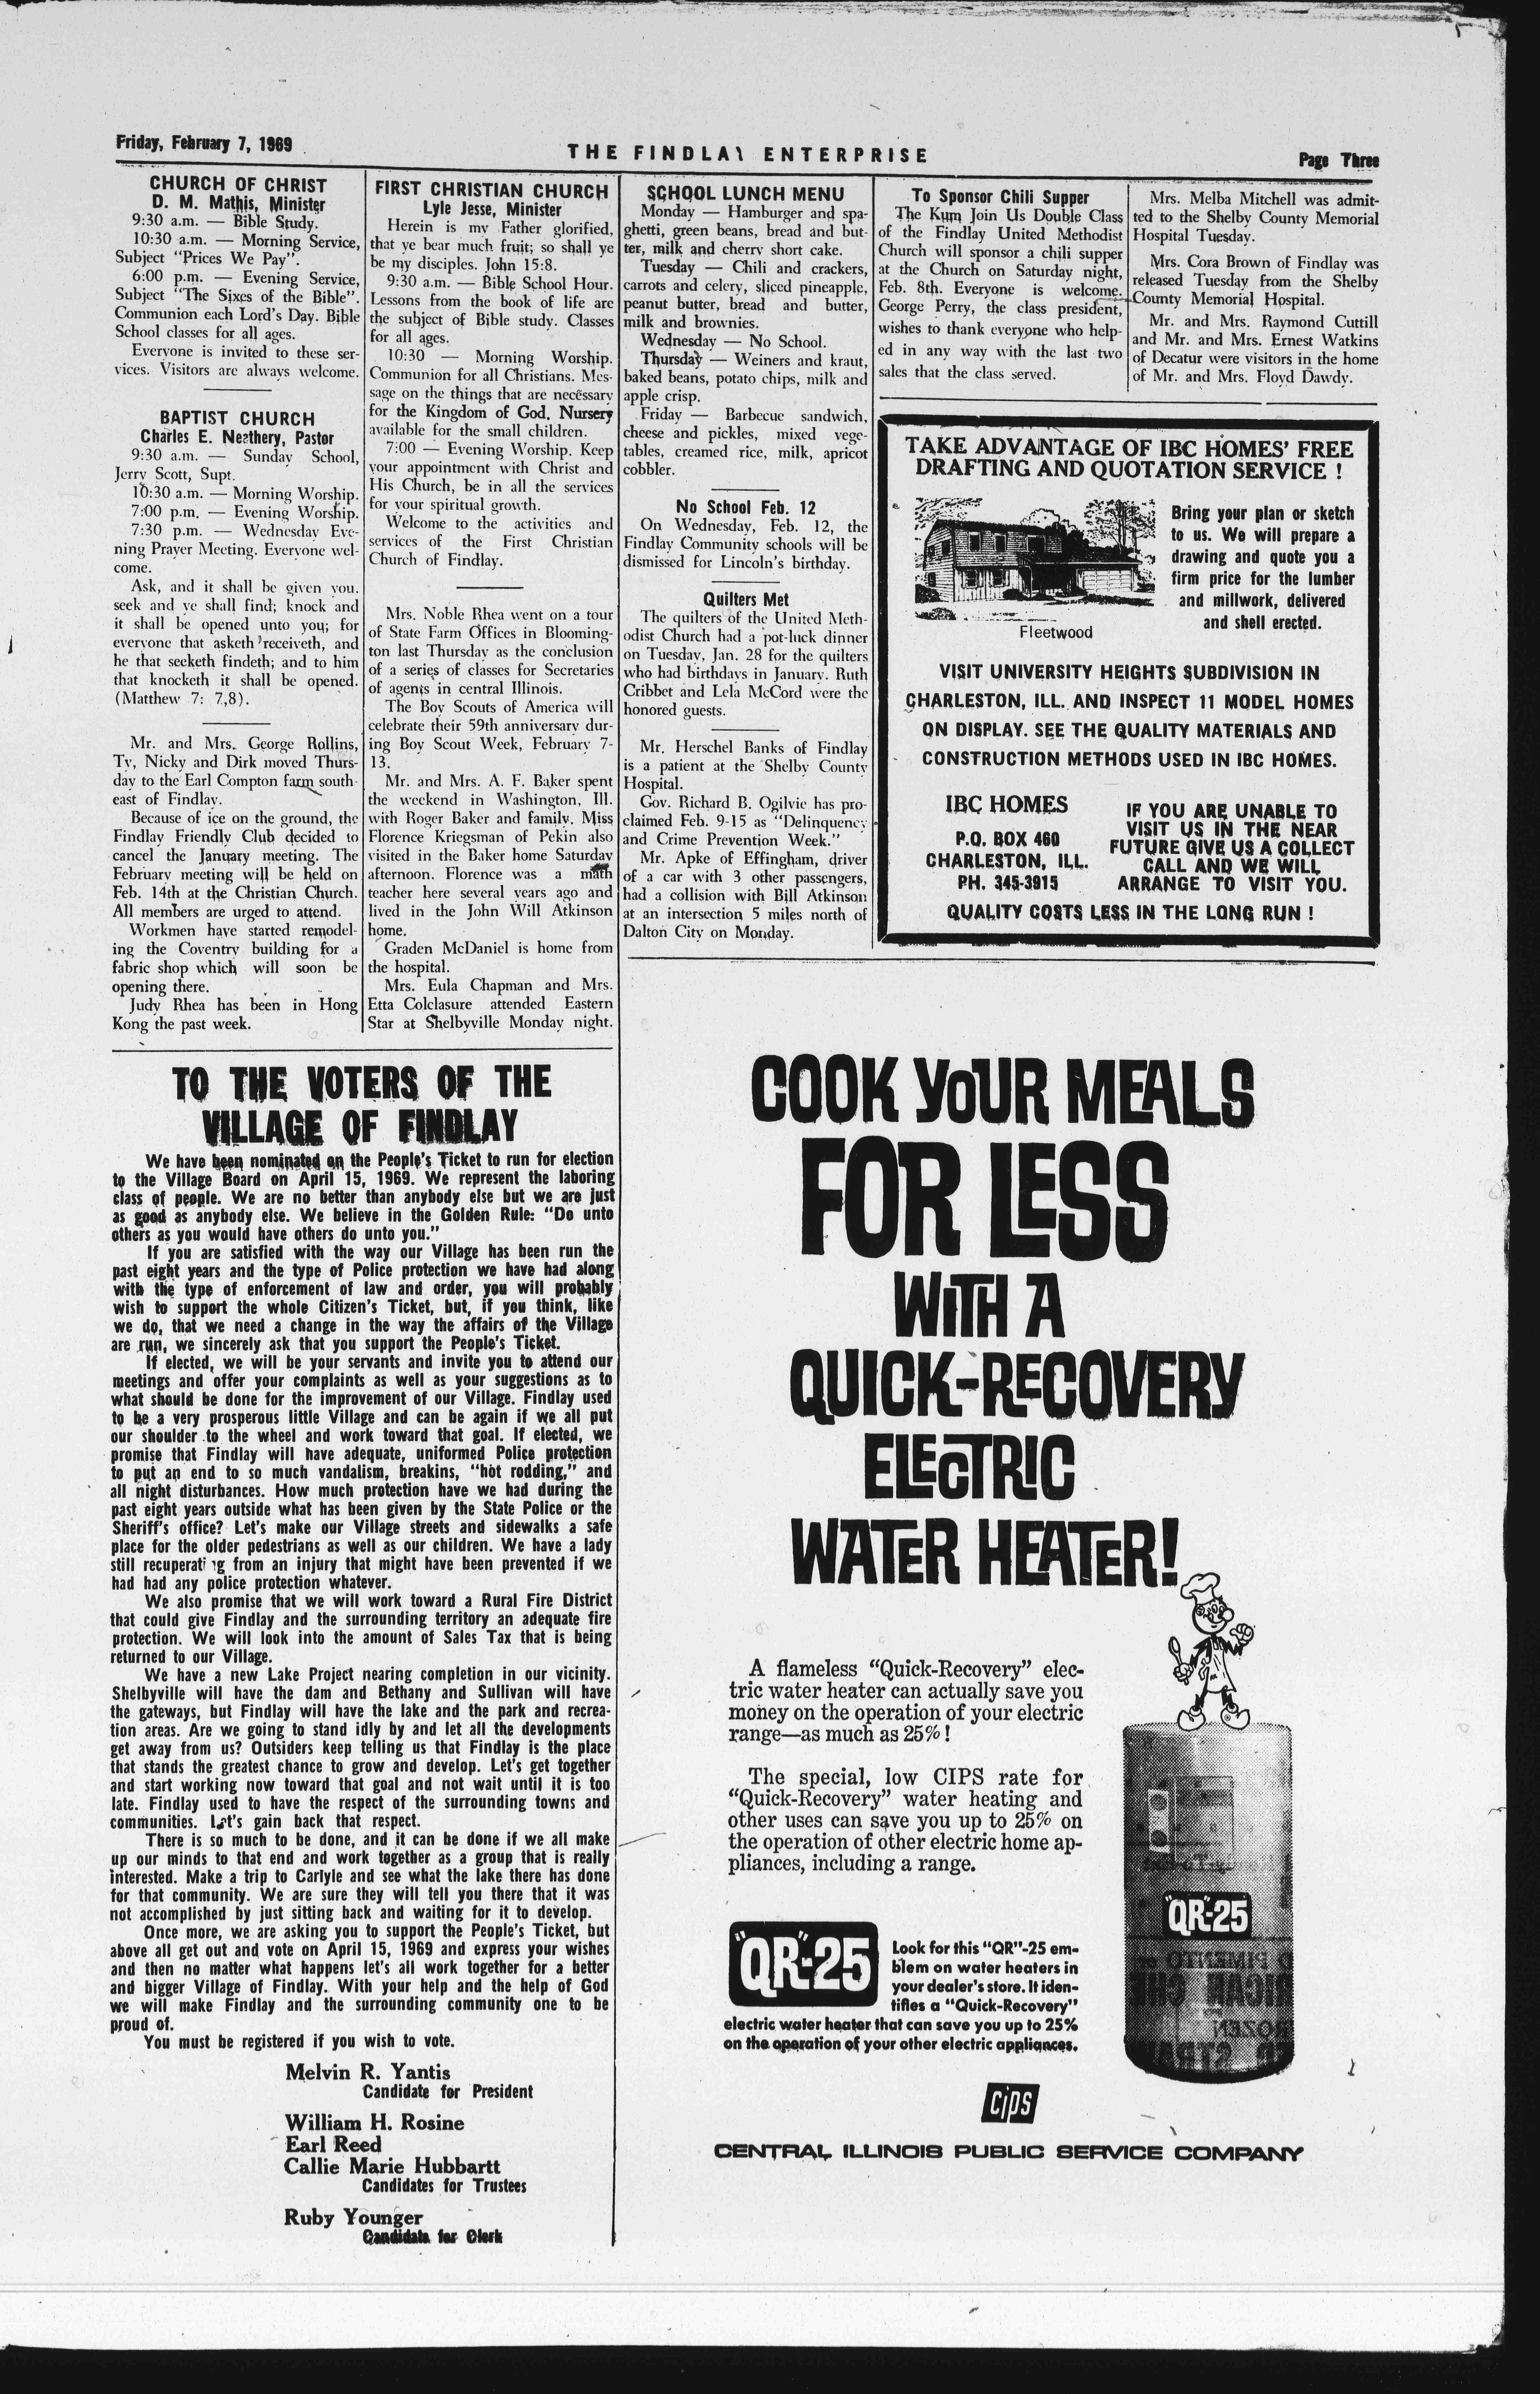 Friday, February 7, 1969
THE FINDLAY ENTERPRISE
Page Three
CHURCH OF CHRIST
D. M. Mathis, Minister
9:30 a.m. — Bible Study.
10:30 a.m. — Morning Service,
Subject "Prices We Pay".
6:00 p.m. — Evening Service,
Subject "The Sixes of the Bible".
Communion each Lord's Day. Bible
School classes for all ages.
Everyone is invited to these ser-
vices. Visitors are always welcome.
BAPTIST CHURCH
Charles E. Neathery, Pastor
9:30 a.m. — Sunday School,
Jerry Scott, Supt.
10:30 a.m. — Morning Worship.
7:00 p.m. — Evening Worship.
7:30 p.m. — Wednesday Eve-
ning Prayer Meeting. Everyone wel-
come.
Ask, and it shall be given you.
seek and ye shall find; knock and
it shall be opened unto you; for
everyone that asketh receiveth, and
he that seeketh findeth; and to him
that knocketh it shall be opened.
(Matthew 7: 7,8).
Mr. and Mrs. George Rollins,
Ty, Nicky and Dirk moved Thurs-
day to the Earl Compton farm south-
east of Findlay.
Because of ice on the ground, the
Findlay Friendly Club decided to
cancel the January meeting. The
February meeting will be held on
Feb. 14th at the Christian Church.
All members are urged to attend.
Workmen have started remodel-
ing the Coventry building for a
fabric shop which will soon be
opening there.
Judy Rhea has been in Hong
Kong the past week.
FIRST CHRISTIAN CHURCH
Lyle Jesse, Minister
Herein is my Father glorified,
that ye bear much fruit; so shall ye
be my disciples. John 15:8.
9:30 a.m. — Bible School Hour.
Lessons from the book of life are
the subject of Bible study. Classes
for all ages.
10:30 — Morning Worship.
Communion for all Christians. Mes-
sage on the things that are necessary
for the Kingdom of God. Nursery
available for the small children.
7:00 — Evening Worship. Keep
your appointment with Christ and
His Church, be in all the services
for your spiritual growth.
Welcome to the activities and
services of the First Christian
Church of Findlay.
Mrs. Noble Rhea went on a tour
of State Farm Offices in Blooming-
ton last Thursday as the conclusion
of a series of classes for Secretaries
of agents in central Illinois.
The Boy Scouts of America will
celebrate their 59th anniversary dur-
ing Boy Scout Week, February 7-
13.
Mr. and Mrs. A. F. Baker spent
the weekend in Washington, Ill.
with Roger Baker and family. Miss
Florence Kriegsman of Pekin also
visited in the Baker home Saturday
afternoon. Florence was a math
teacher here several years ago and
lived in the John Will Atkinson
home.
Graden McDaniel is home from
the hospital.
Mrs. Eula Chapman and Mrs.
Etta Colclasure attended Eastern
Star at Shelbyville Monday night.
SCHOOL LUNCH MENU
Monday — Hamburger and spa-
ghetti, green beans, bread and but-
ter, milk and cherry short cake.
Tuesday — Chili and crackers,
carrots and celery, sliced pineapple,
peanut butter, bread and butter,
milk and brownies.
Wednesday — No School.
Thursday — Weiners and kraut,
baked beans, potato chips, milk and
apple crisp.
Friday — Barbecue sandwich,
cheese and pickles, mixed vege-
tables, creamed rice, milk, apricot
cobbler.
No School Feb. 12
On Wednesday, Feb. 12, the
Findlay Community schools will be
dismissed for Lincoln's birthday.
Quilters Met
The quilters of the United Meth-
odist Church had a pot-luck dinner
on Tuesday, Jan. 28 for the quilters
who had birthdays in January. Ruth
Cribbet and Lela McCord were the
honored guests.
Mr. Herschel Banks of Findlay
is a patient at the Shelby County
Hospital.
Gov. Richard B. Ogilvie has pro-
claimed Feb. 9-15 as "Delinquency
and Crime Prevention Week."
Mr. Apke of Effingham, driver
of a car with 3 other passengers,
had a collision with Bill Atkinson
at an intersection 5 miles north of
Dalton City on Monday.
To Sponsor Chili Supper
The Kum Join Us Double Class
of the Findlay United Methodist
Church will sponsor a chili supper
at the Church on Saturday night,
Feb. 8th. Everyone is welcome.
George Perry, the class president,
wishes to thank everyone who help-
ed in any way with the last two
sales that the class served.
Mrs. Melba Mitchell was admit-
ted to the Shelby County Memorial
Hospital Tuesday.
Mrs. Cora Brown of Findlay was
released Tuesday from the Shelby
County Memorial Hospital.
Mr. and Mrs. Raymond Cuttill
and Mr. and Mrs. Ernest Watkins
of Decatur were visitors in the home
of Mr. and Mrs. Floyd Dawdy.
TAKE ADVANTAGE OF IBC HOMES' FREE
DRAFTING AND QUOTATION SERVICE !
Bring your plan or sketch
to us. We will prepare a
drawing and quote you a
firm price for the lumber
and millwork, delivered
and shell erected.
Fleetwood
VISIT UNIVERSITY HEIGHTS SUBDIVISION IN
CHARLESTON, ILL. AND INSPECT 11 MODEL HOMES
ON DISPLAY. SEE THE QUALITY MATERIALS AND
CONSTRUCTION METHODS USED IN IBC HOMES.
IBC HOMES
P.O. BOX 460
CHARLESTON, ILL.
PH. 345-3915
IF YOU ARE UNABLE TO
VISIT US IN THE NEAR
FUTURE GIVE US A COLLECT
CALL AND WE WILL
ARRANGE TO VISIT YOU.
QUALITY COSTS LESS IN THE LONG RUN !
TO THE VOTERS OF THE
VILLAGE OF FINDLAY
We have been nominated on the People's Ticket to run for election
to the Village Board on April 15, 1969. We represent the laboring
class of people. We are no better than anybody else but we are just
as good as anybody else. We believe in the Golden Rule: "Do unto
others as you would have others do unto you."
If you are satisfied with the way our Village has been run the
past eight years and the type of Police protection we have had along
with the type of enforcement of law and order, you will probably
wish to support the whole Citizen's Ticket, but, if you think, like
we do, that we need a change in the way the affairs of the Village
are run, we sincerely ask that you support the People's Ticket.
If elected, we will be your servants and invite you to attend our
meetings and offer your complaints as well as your suggestions as to
what should be done for the improvement of our Village. Findlay used
to be a very prosperous little Village and can be again if we all put
our shoulder to the wheel and work toward that goal. If elected, we
promise that Findlay will have adequate, uniformed Police protection
to put an end to so much vandalism, breakins, "hot rodding," and
all night disturbances. How much protection have we had during the
past eight years outside what has been given by the State Police or the
Sheriff's office? Let's make our Village streets and sidewalks a safe
place for the older pedestrians as well as our children. We have a lady
still recuperating from an injury that might have been prevented if we
had had any police protection whatever.
We also promise that we will work toward a Rural Fire District
that could give Findlay and the surrounding territory an adequate fire
protection. We will look into the amount of Sales Tax that is being
returned to our Village.
We have a new Lake Project nearing completion in our vicinity.
Shelbyville will have the dam and Bethany and Sullivan will have
the gateways, but Findlay will have the lake and the park and recrea-
tion areas. Are we going to stand idly by and let all the developments
get away from us? Outsiders keep telling us that Findlay is the place
that stands the greatest chance to grow and develop. Let's get together
and start working now toward that goal and not wait until it is too
late. Findlay used to have the respect of the surrounding towns and
communities. Let's gain back that respect.
There is so much to be done, and it can be done if we all make
up our minds to that end and work together as a group that is really
interested. Make a trip to Carlyle and see what the lake there has done
for that community. We are sure they will tell you there that it was
not accomplished by just sitting back and waiting for it to develop.
Once more, we are asking you to support the People's Ticket, but
above all get out and vote on April 15, 1969 and express your wishes
and then no matter what happens let's all work together for a better
and bigger Village of Findlay. With your help and the help of God
we will make Findlay and the surrounding community one to be
proud of.
You must be registered if you wish to vote.
Melvin R. Yantis
Candidate for President
William H. Rosine
Earl Reed
Callie Marie Hubbartt
Candidates for Trustees
Ruby Younger
Candidate for Clerk
COOK YOUR MEALS
FOR LESS
WITH A
QUICK-RECOVERY
ELECTRIC
WATER HEATER!
A flameless "Quick-Recovery" elec-
tric water heater can actually save you
money on the operation of your electric
range—as much as 25% !
The special, low CIPS rate for
"Quick-Recovery" water heating and
other uses can save you up to 25% on
the operation of other electric home ap-
pliances, including a range.
"QR"-25
Look for this "QR"-25 em-
blem on water heaters in
your dealer's store. It iden-
tifies a "Quick-Recovery"
electric water heater that can save you up to 25%
on the operation of your other electric appliances.
"QR"-25
cips
CENTRAL ILLINOIS PUBLIC SERVICE COMPANY